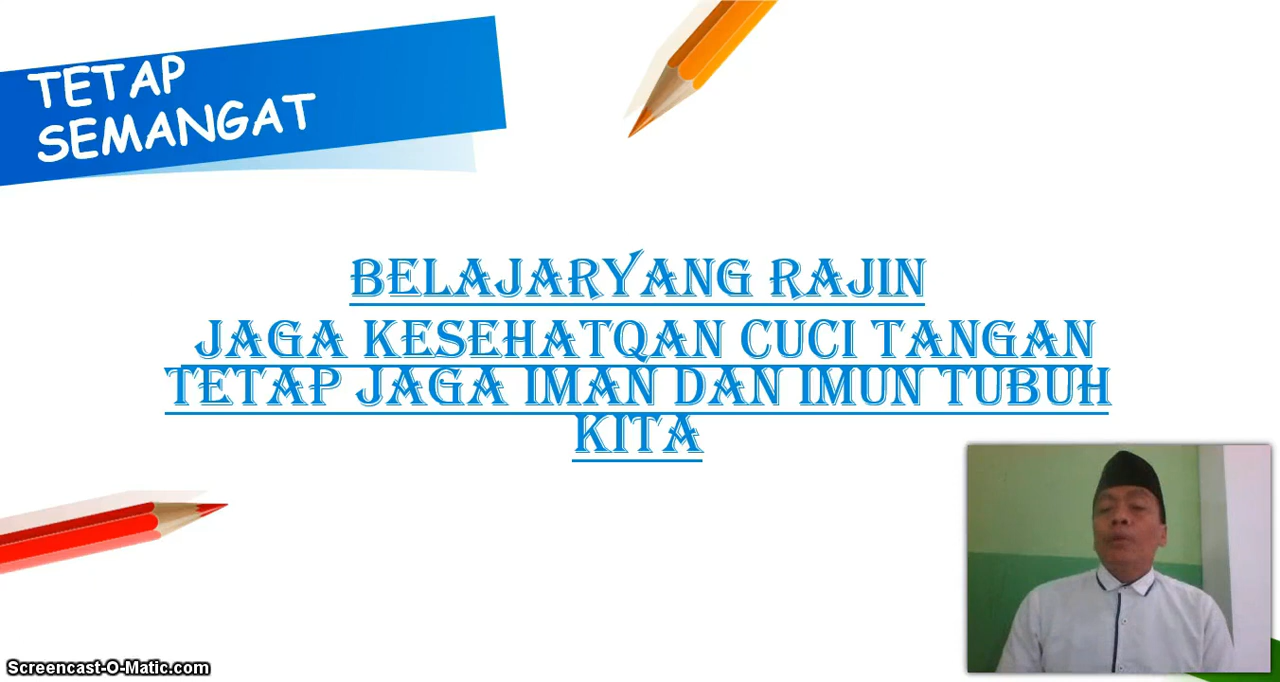 TETAP
SEMANGAT
BELAJARYANG RAJIN
JAGA KESEHATQAN CUCI TANGAN
TETAP JAGA IMAN DAN IMUN TUBUH
KITA
Screencast-O-Matic.com